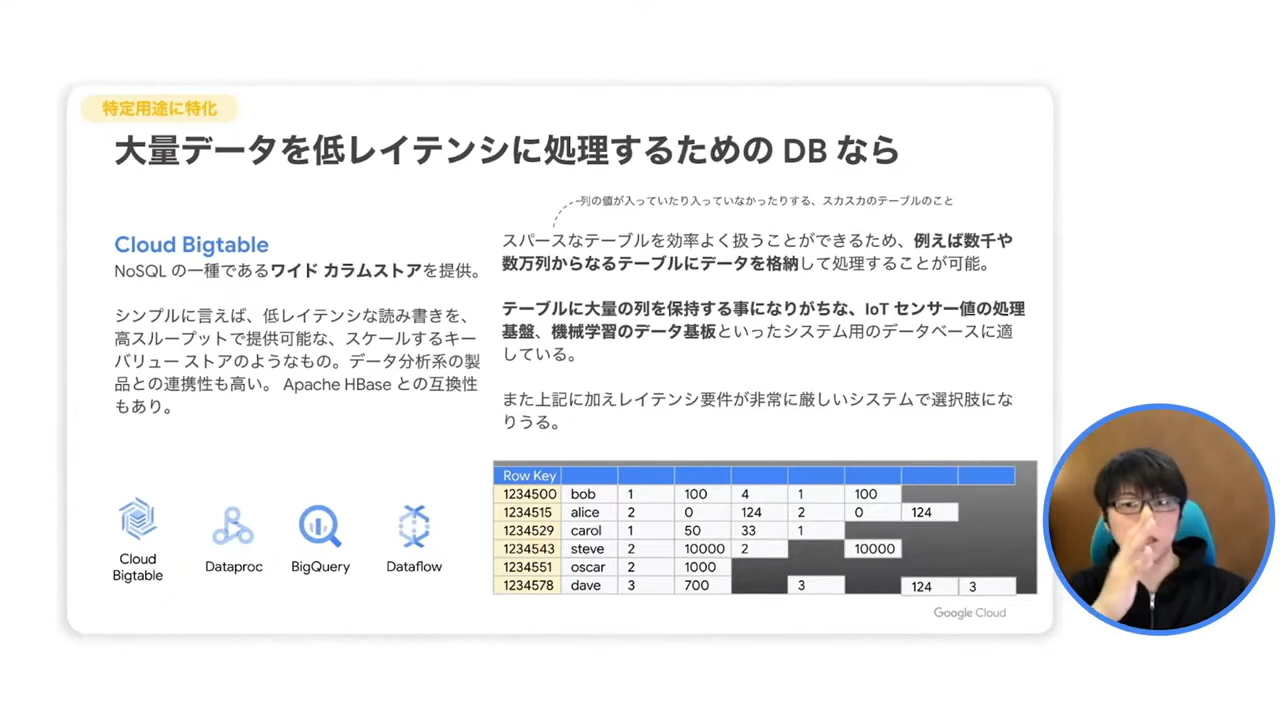 特定用途に特化
大量データを低レイテンシに処理するための DB なら
列の値が入っていたり入っていなかったりする、スカスカのテーブルのこと
Cloud Bigtable
NoSQL の一種であるワイド カラムストアを提供。
シンプルに言えば、低レイテンシな読み書きを、
高スループットで提供可能な、スケールするキー
バリュー ストアのようなもの。データ分析系の製
品との連携性も高い。 Apache HBase との互換性
もあり。
スパースなテーブルを効率よく扱うことができるため、例えば数千や
数万列からなるテーブルにデータを格納して処理することが可能。
テーブルに大量の列を保持する事になりがちな、IoT センサー値の処理
基盤、機械学習のデータ基板といったシステム用のデータベースに適
している。
また上記に加えレイテンシ要件が非常に厳しいシステムで選択肢にな
りうる。
Cloud
Bigtable
Dataproc
BigQuery
Dataflow
Row Key
1234500 bob 1 100 4 1 100
1234515 alice 2 0 124 2 0 124
1234529 carol 1 50 33 1
1234543 steve 2 10000 2 10000
1234551 oscar 2 1000
1234578 dave 3 700 3 124 3
Google Cloud